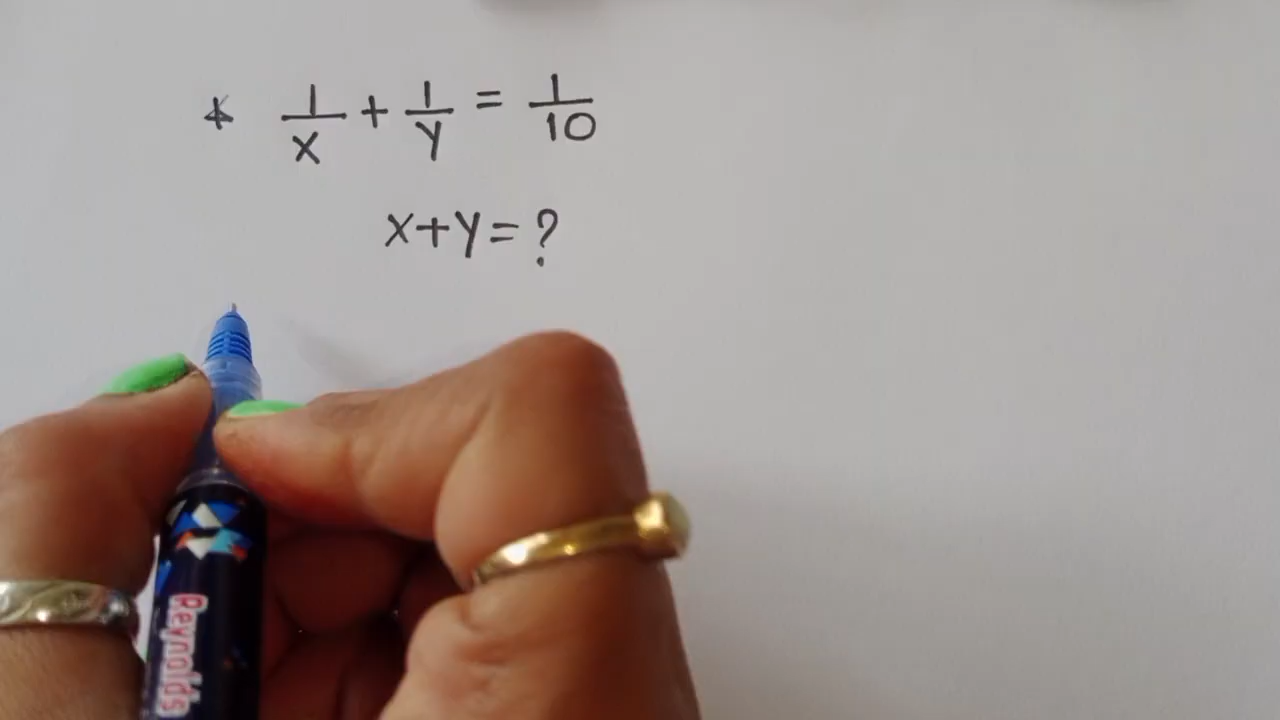 * 1/x + 1/y = 1/10
x+y=?
Reynolds